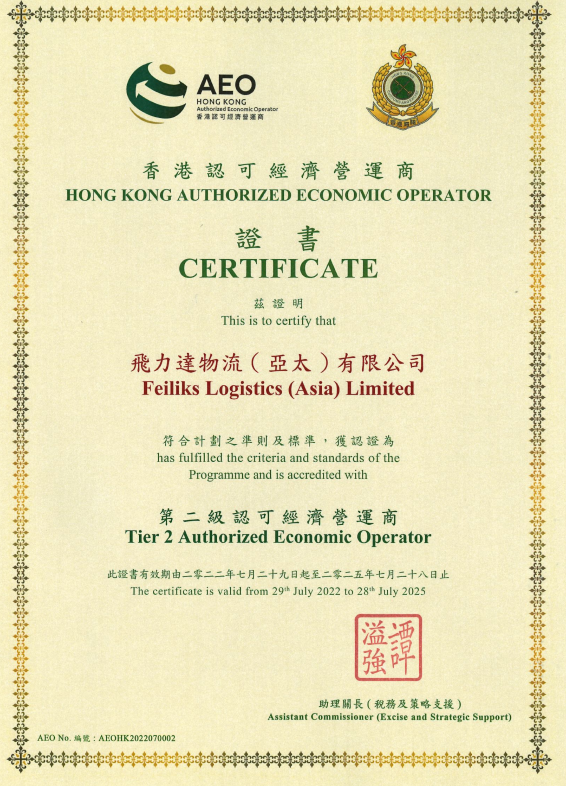 AEO
HONG KONG
Authorized Economic Operator
香港認可經濟營運商
香港認可經濟營運商
HONG KONG AUTHORIZED ECONOMIC OPERATOR
證書
CERTIFICATE
茲證明
This is to certify that
飛力達物流（亞太）有限公司
Feiliks Logistics (Asia) Limited
符合計劃之準則及標準，獲認證為
has fulfilled the criteria and standards of the
Programme and is accredited with
第二級認可經濟營運商
Tier 2 Authorized Economic Operator
此證書有效期由二零二二年七月二十九日起至二零二五年七月二十八日止
The certificate is valid from 29th July 2022 to 28th July 2025
譚溢強
助理關長（稅務及策略支援）
Assistant Commissioner (Excise and Strategic Support)
AEO No. 編號：AEOHK2022070002